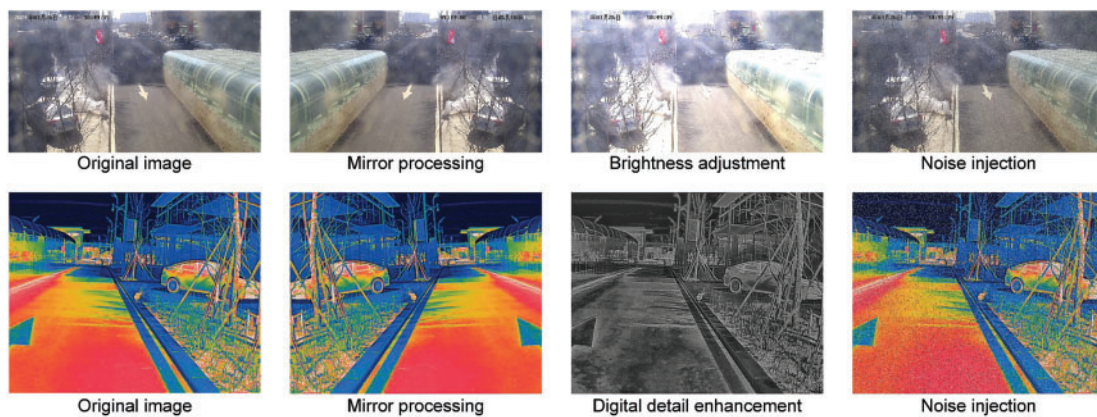 Original image
Mirror processing
Brightness adjustment
Noise injection
Original image
Mirror processing
Digital detail enhancement
Noise injection